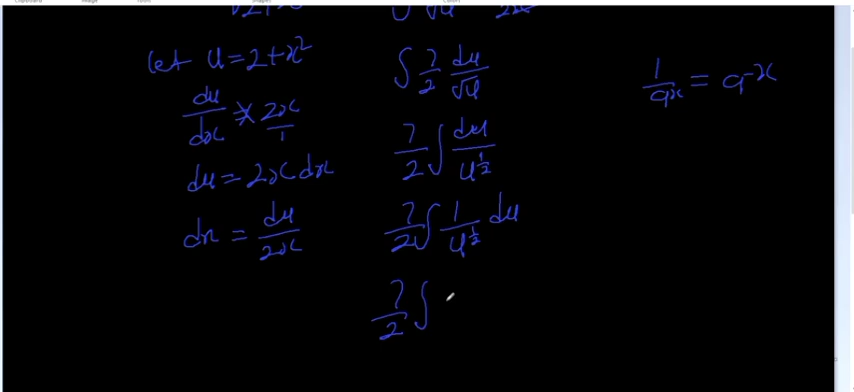 let u = 2 + x²
du/dx = 2x/1
du = 2x dx
dx = du/2x
∫ 7/2 du/√u
7/2 ∫ du/u^(1/2)
7/2 ∫ 1/u^(1/2) du
7/2 ∫
1/a^x = a^-x